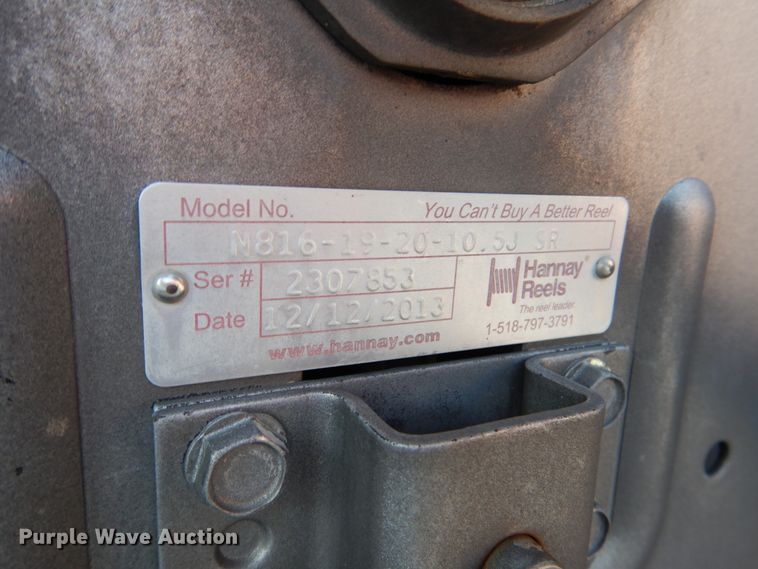 Model No. You Can't Buy A Better Reel
N816-19-20-10.5J SR
Ser # 2307853
Date 12/12/2013
Hannay®
Reels
The reel leader
1-518-797-3791
www.hannay.com
Purple Wave Auction